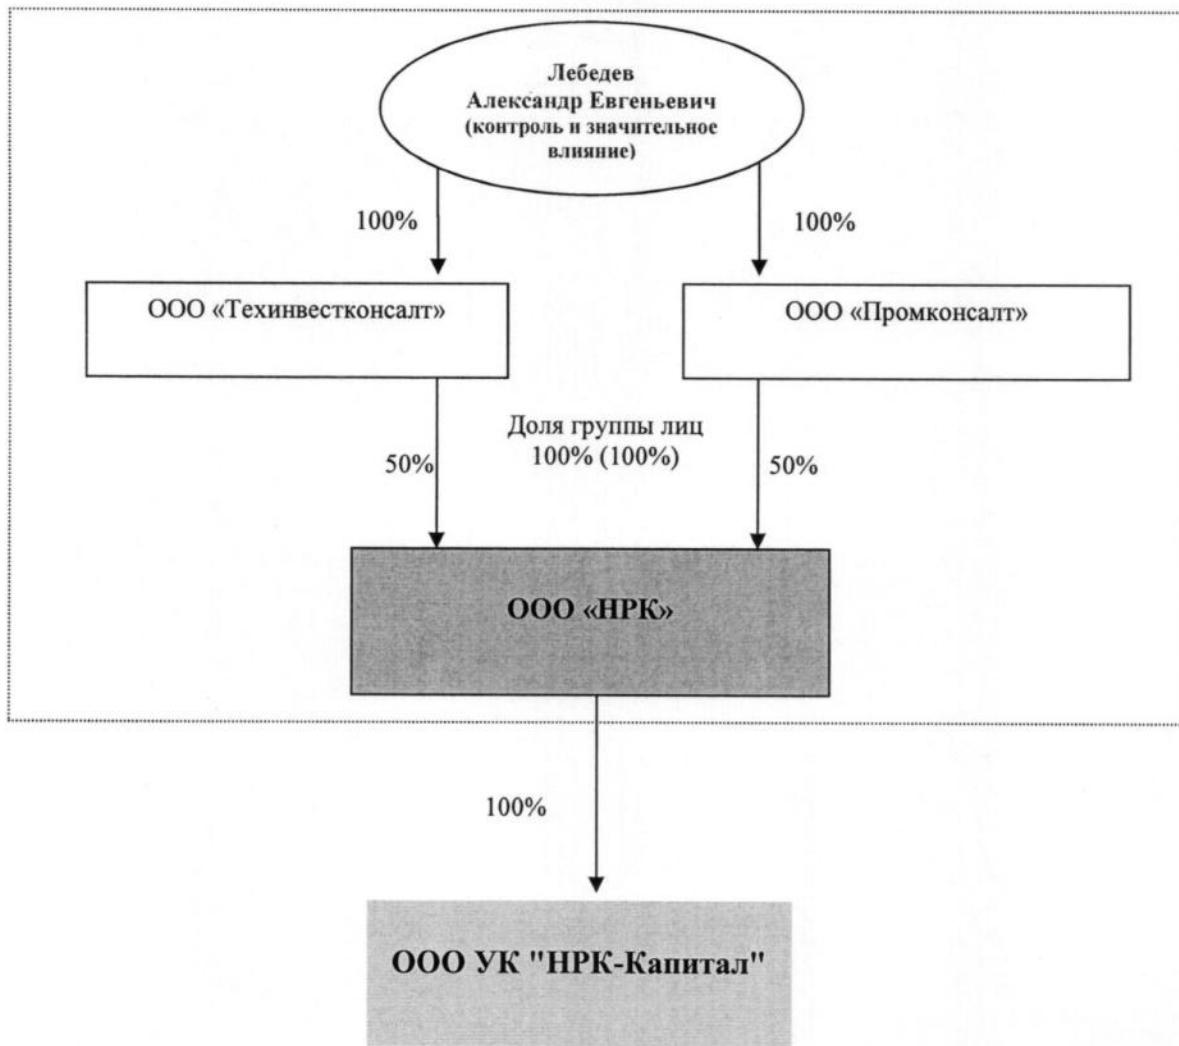 Лебедев
Александр Евгеньевич
(контроль и значительное
влияние)
100%
100%
ООО «Техинвестконсалт»
ООО «Промконсалт»
Доля группы лиц
100% (100%)
50%
50%
ООО «НРК»
100%
ООО УК "НРК-Капитал"